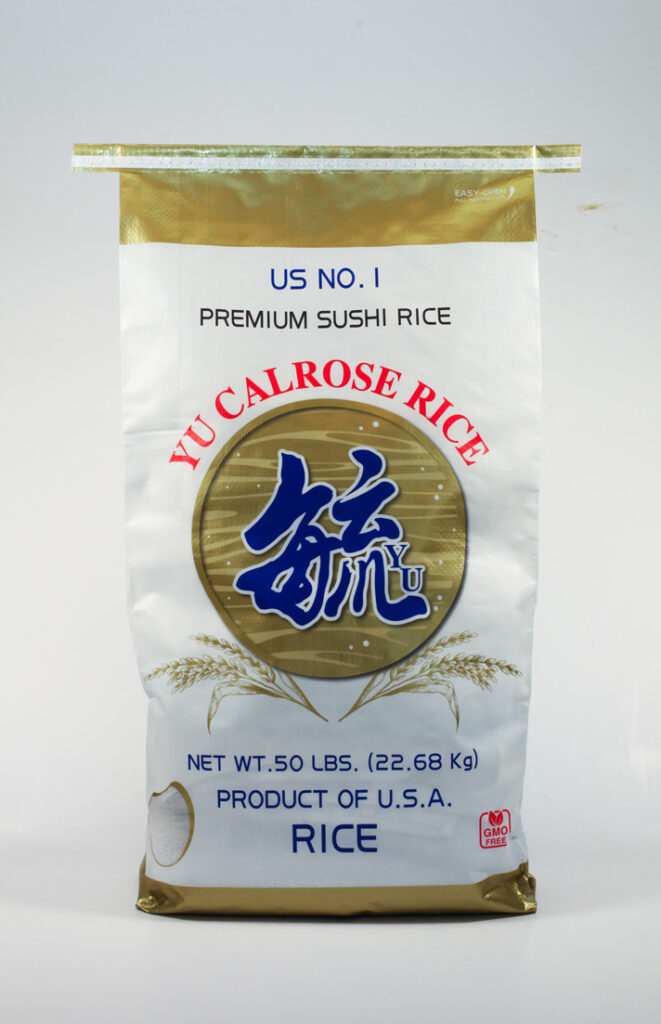 EASY OPEN
US NO. 1
PREMIUM SUSHI RICE
YU CALROSE RICE
毓
YU
NET WT.50 LBS. (22.68 Kg)
PRODUCT OF U.S.A.
RICE
GMO
FREE